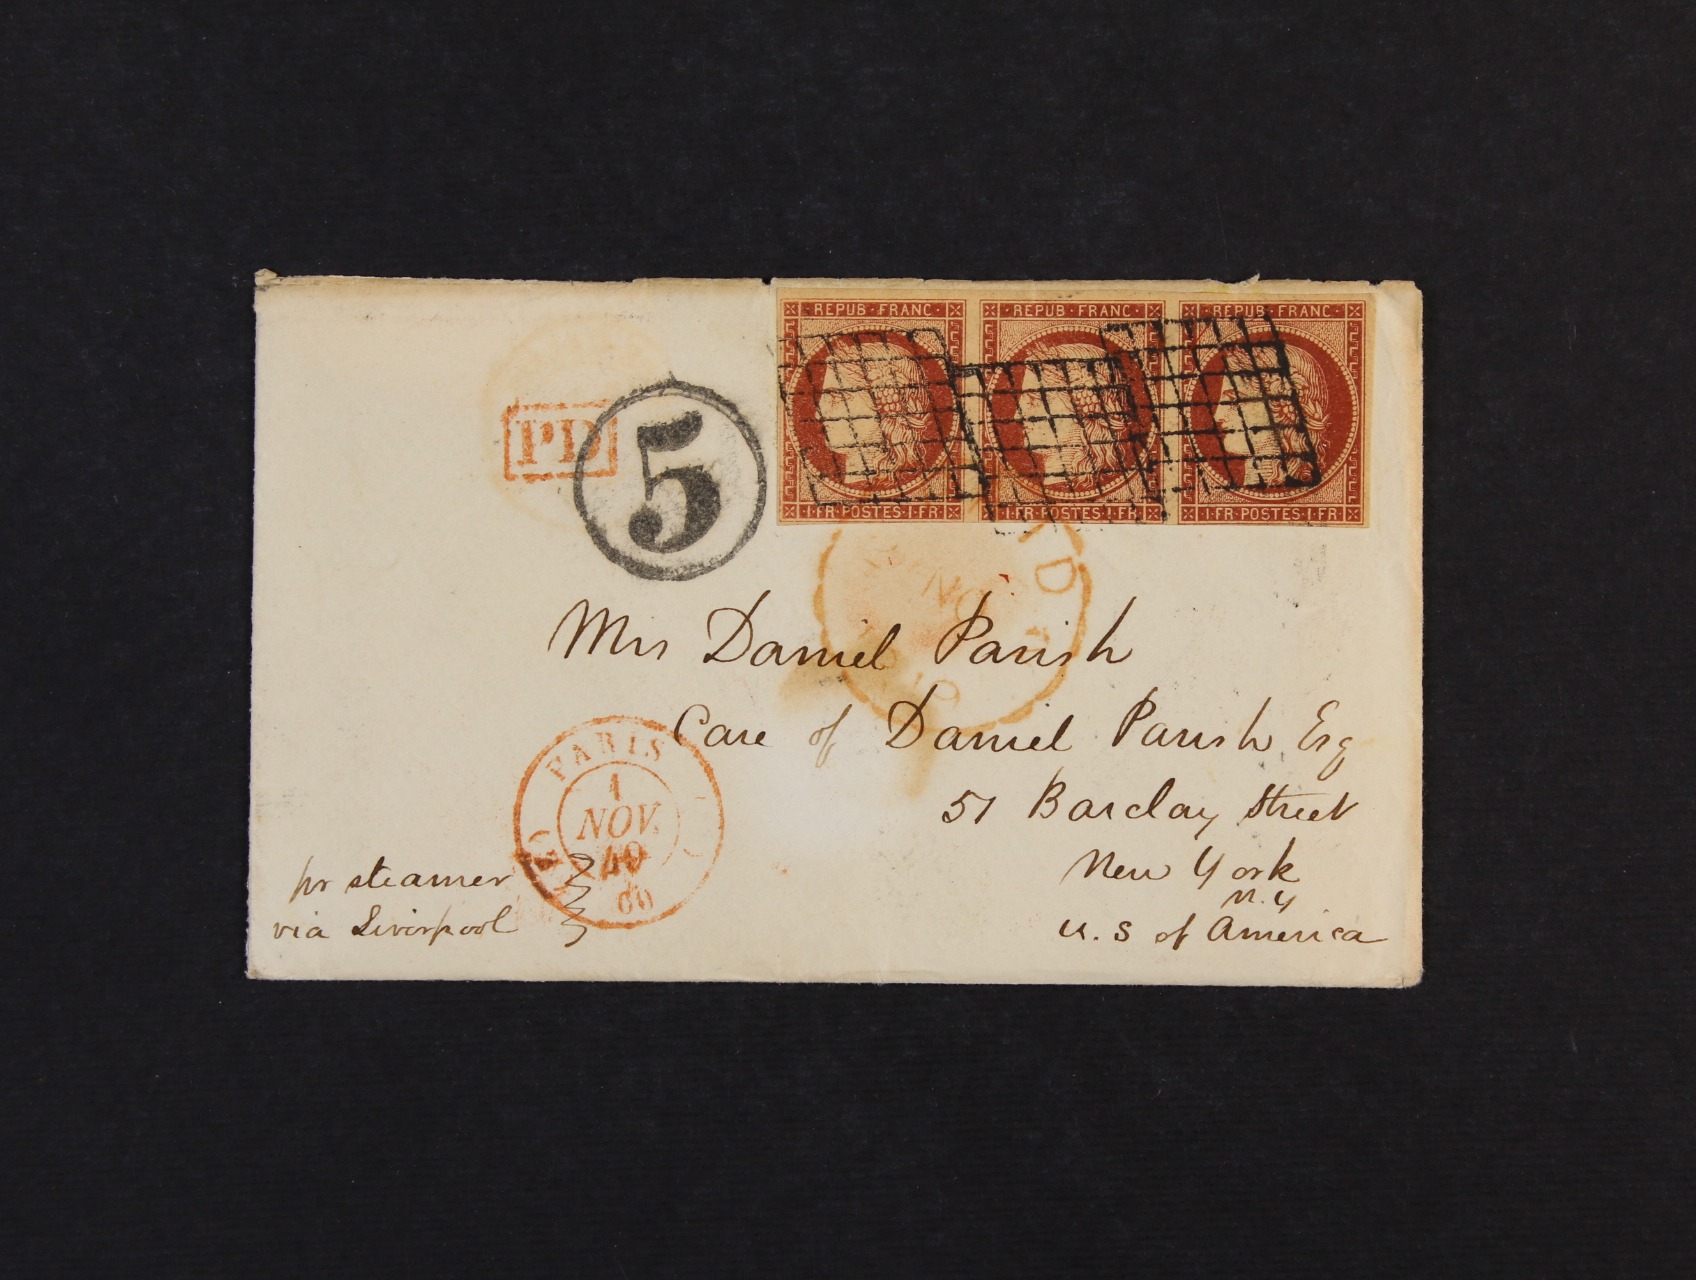 REPUB·FRANC· REPUB·FRANC· REPUB·FRANC·
1·FR·POSTES·1·FR 1·FR·POSTES·1·FR 1·FR·POSTES·1·FR
PD
5
Mrs Daniel Parish
Care of Daniel Parish Esq
51 Barclay Street
New York
N.Y
U.S of America
PARIS
1
NOV.
49
(60)
pr steamer
via Liverpool